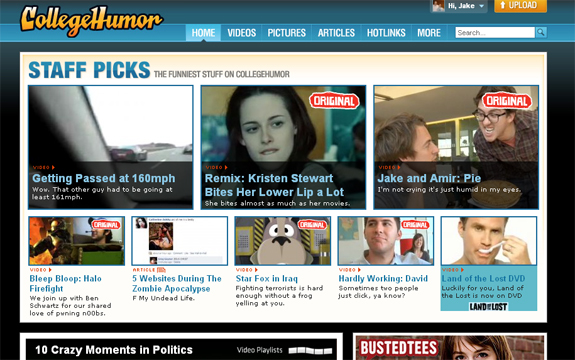 CollegeHumor
Hi, Jake
UPLOAD
HOME VIDEOS PICTURES ARTICLES HOTLINKS MORE
Search...
STAFF PICKS THE FUNNIEST STUFF ON COLLEGEHUMOR
VIDEO
Getting Passed at 160mph
Wow. That other guy had to be going at
least 161mph.
ORIGINAL
VIDEO
Remix: Kristen Stewart
Bites Her Lower Lip a Lot
She bites almost as much as her movies.
ORIGINAL
VIDEO
Jake and Amir: Pie
I'm not crying it's just humid in my eyes.
ORIGINAL
VIDEO
Bleep Bloop: Halo
Firefight
We join up with Ben
Schwartz for our shared
love of pwning n00bs.
ARTICLE
5 Websites During The
Zombie Apocalypse
F My Undead Life.
ORIGINAL
VIDEO
Star Fox in Iraq
Fighting terrorists is hard
enough without a frog
yelling at you.
ORIGINAL
VIDEO
Hardly Working: David
Sometimes two people
just click, ya know?
VIDEO
Land of the Lost DVD
Luckily for you, Land of
the Lost is now on DVD
LAND OF THE LOST
10 Crazy Moments in Politics
Video Playlists
BUSTEDTEES